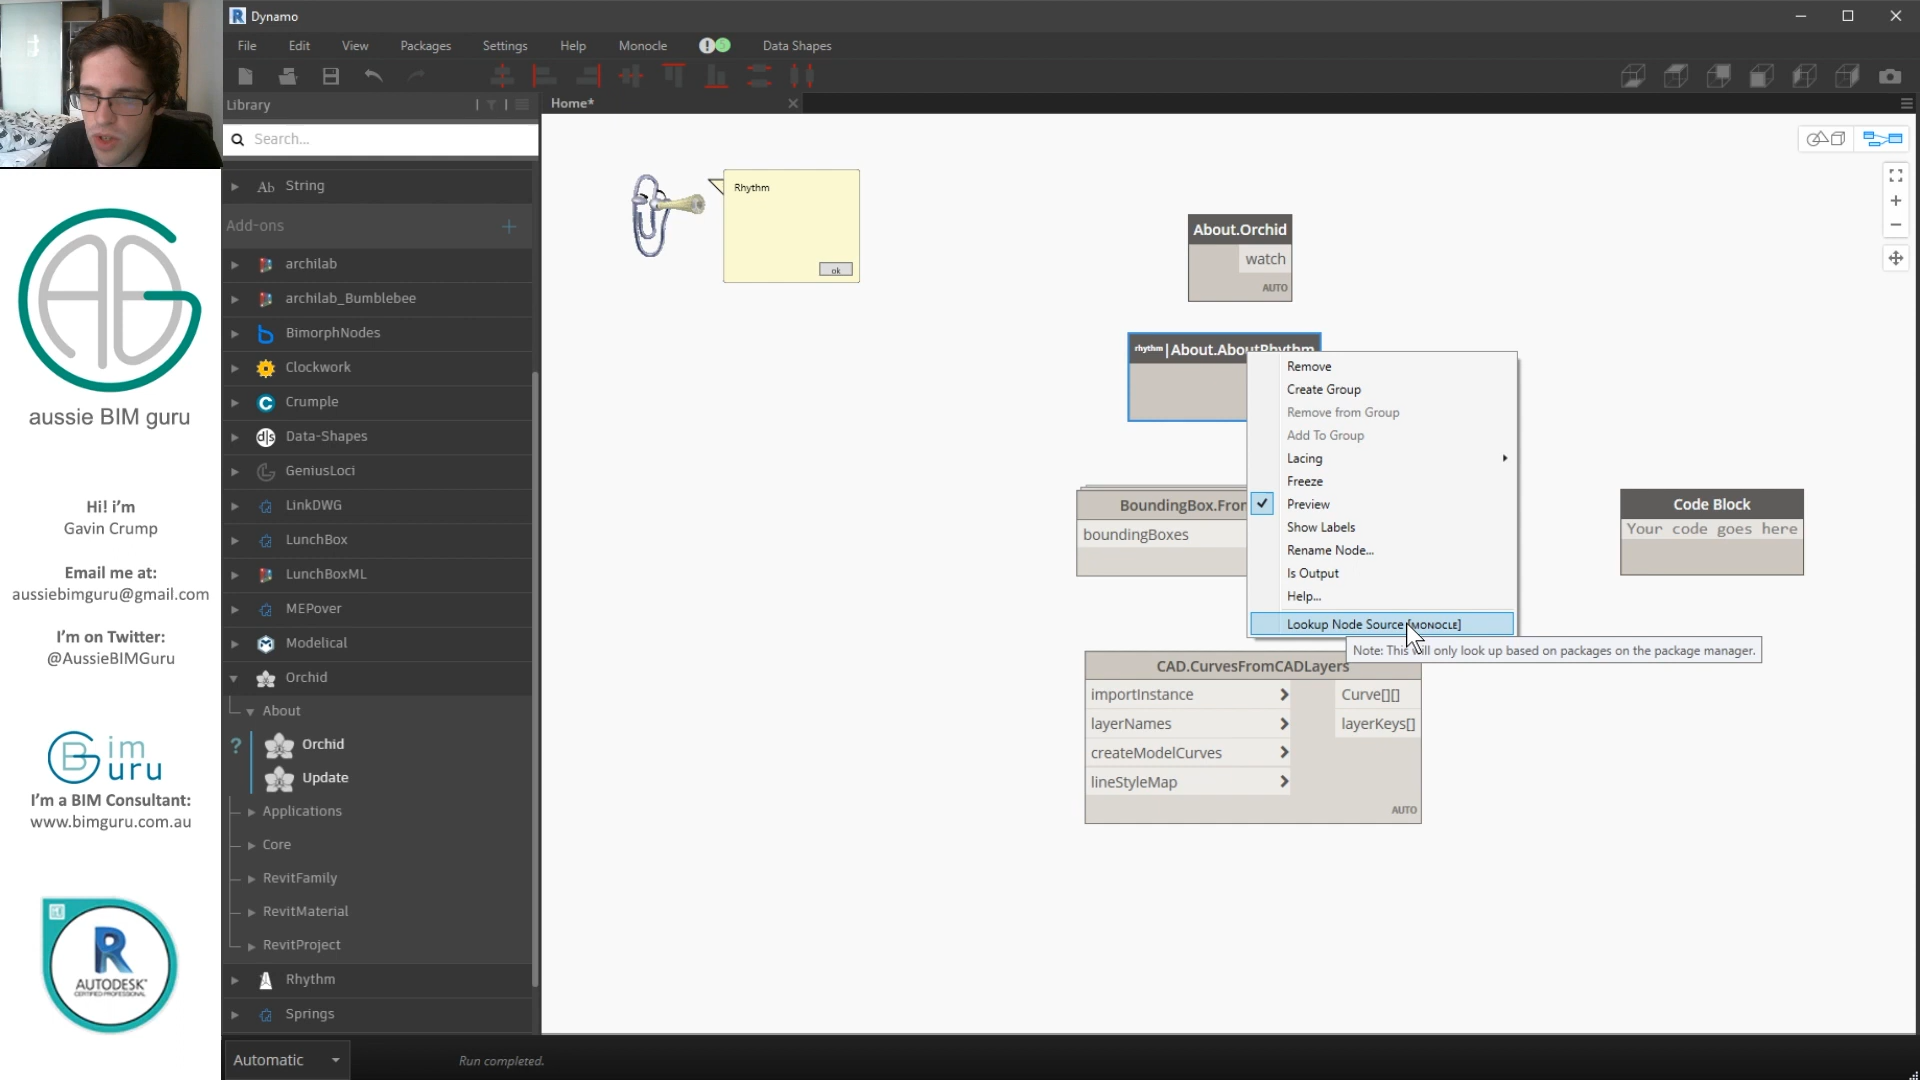 Dynamo
File Edit View Packages Settings Help Monocle Data Shapes
Library
Home*
Search...
Ab String
Add-ons
archilab
archilab_Bumblebee
BimorphNodes
Clockwork
Crumple
Data-Shapes
GeniusLoci
LinkDWG
LunchBox
LunchBoxML
MEPover
Modelical
Orchid
About
Orchid
Update
Applications
Core
RevitFamily
RevitMaterial
RevitProject
Rhythm
Springs
Automatic
Run completed.
aussie BIM guru
Hi! i'm
Gavin Crump
Email me at:
aussiebimguru@gmail.com
I'm on Twitter:
@AussieBIMGuru
Bim
Guru
I'm a BIM Consultant:
www.bimguru.com.au
R
AUTODESK
CERTIFIED PROFESSIONAL
Rhythm
ok
About.Orchid
watch
AUTO
rhythm|About.AboutRhythm
BoundingBox.Fror
boundingBoxes
Remove
Create Group
Remove from Group
Add To Group
Lacing
Freeze
Preview
Show Labels
Rename Node...
Is Output
Help...
Lookup Node Source [MONOCLE]
Note: This will only look up based on packages on the package manager.
Code Block
Your code goes here
CAD.CurvesFromCADLayers
importInstance > Curve[][]
layerNames > layerKeys[]
createModelCurves >
lineStyleMap >
AUTO